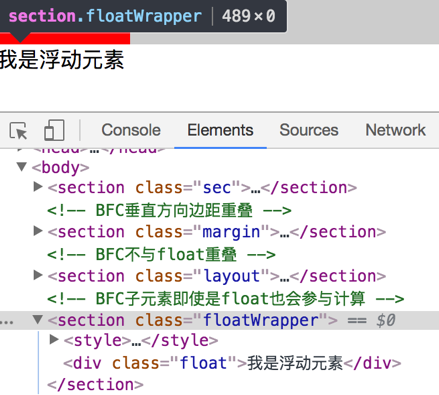 section.floatWrapper | 489×0
我是浮动元素
Console Elements Sources Network
<head>…</head>
▼<body>
▶<section class="sec">…</section>
<!-- BFC垂直方向边距重叠 -->
▶<section class="margin">…</section>
<!-- BFC不与float重叠 -->
▶<section class="layout">…</section>
<!-- BFC子元素即使是float也会参与计算 -->
… ▼<section class="floatWrapper"> == $0
▶<style>…</style>
<div class="float">我是浮动元素</div>
</section>